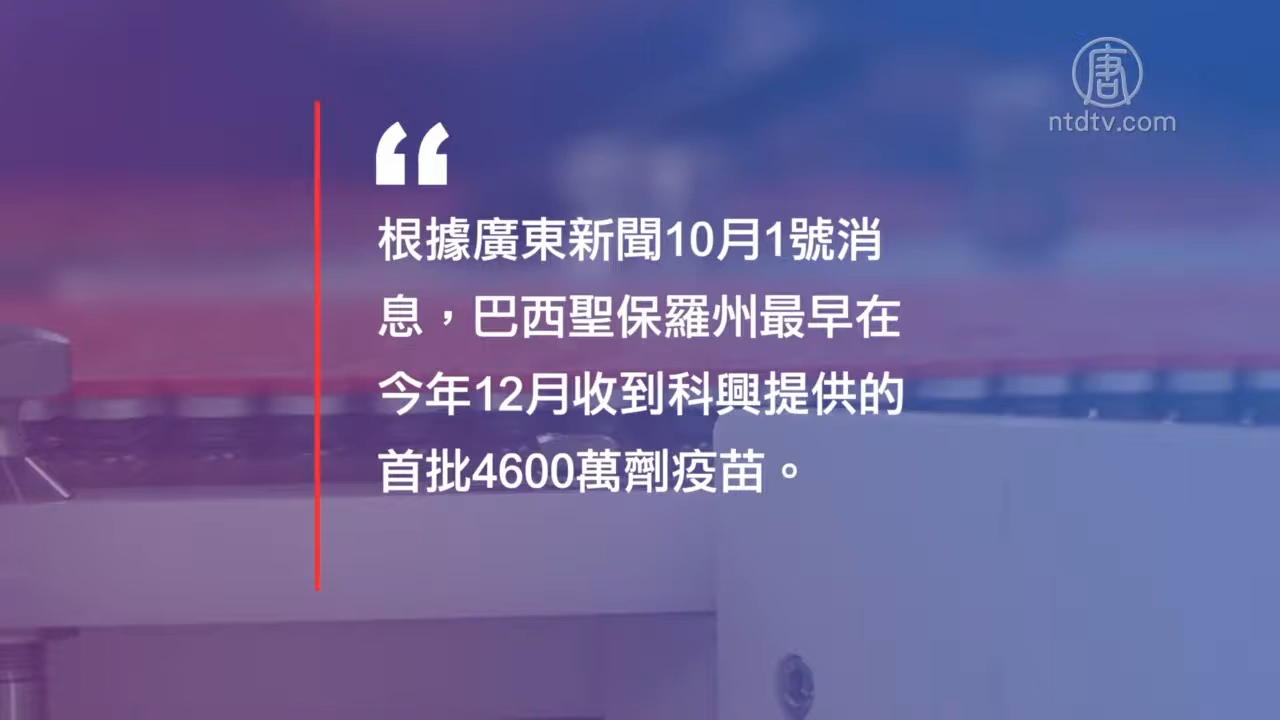 唐
ntdtv.com
“
根據廣東新聞10月1號消
息，巴西聖保羅州最早在
今年12月收到科興提供的
首批4600萬劑疫苗。